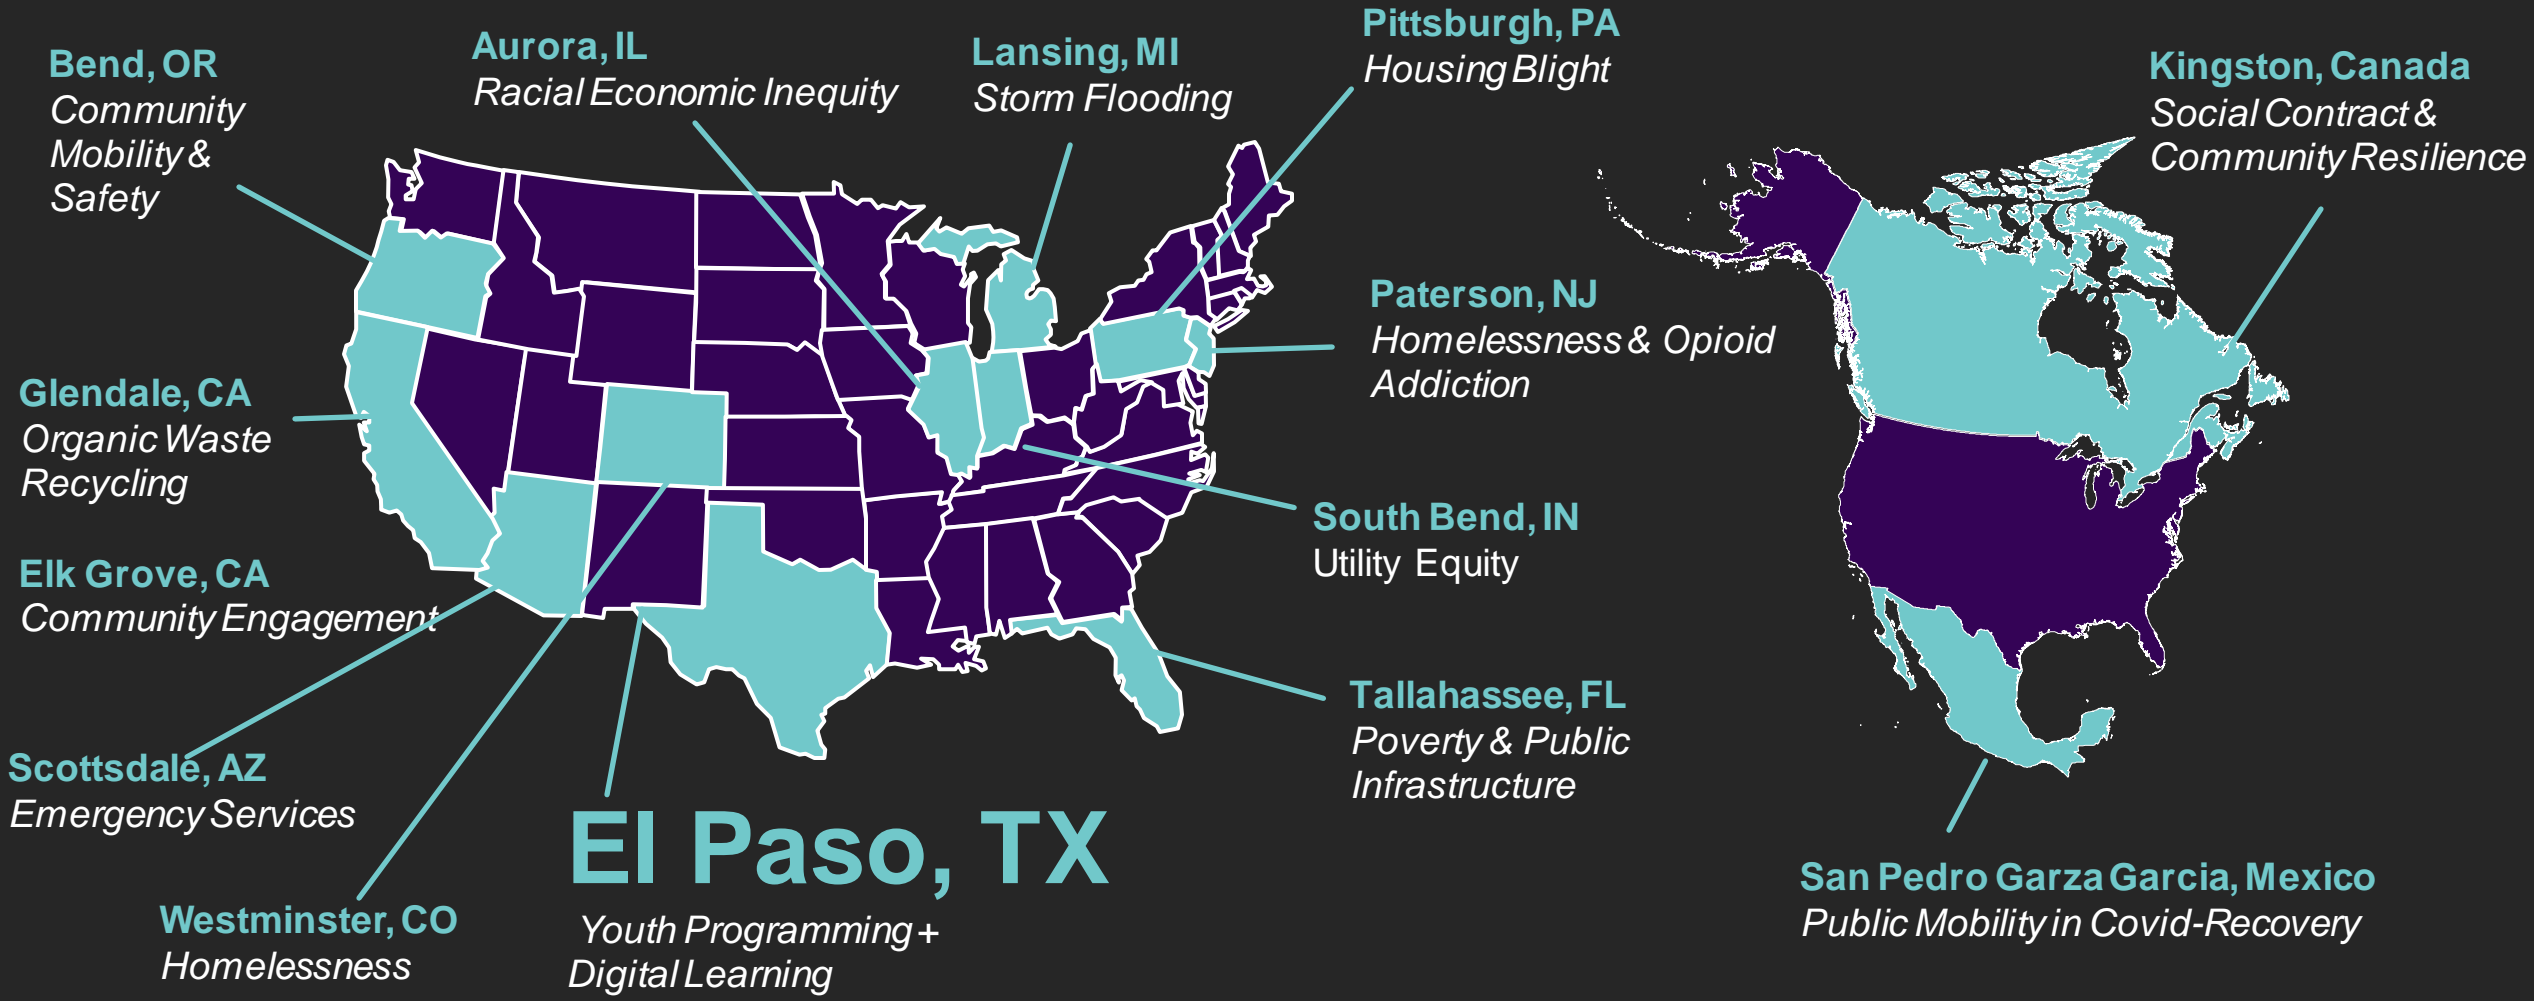 Bend, OR
Community
Mobility &
Safety
Aurora, IL
Racial Economic Inequity
Lansing, MI
Storm Flooding
Pittsburgh, PA
Housing Blight
Kingston, Canada
Social Contract &
Community Resilience
Paterson, NJ
Homelessness & Opioid
Addiction
Glendale, CA
Organic Waste
Recycling
South Bend, IN
Utility Equity
Elk Grove, CA
Community Engagement
Tallahassee, FL
Poverty & Public
Infrastructure
Scottsdale, AZ
Emergency Services
El Paso, TX
Youth Programming +
Digital Learning
Westminster, CO
Homelessness
San Pedro Garza Garcia, Mexico
Public Mobility in Covid-Recovery